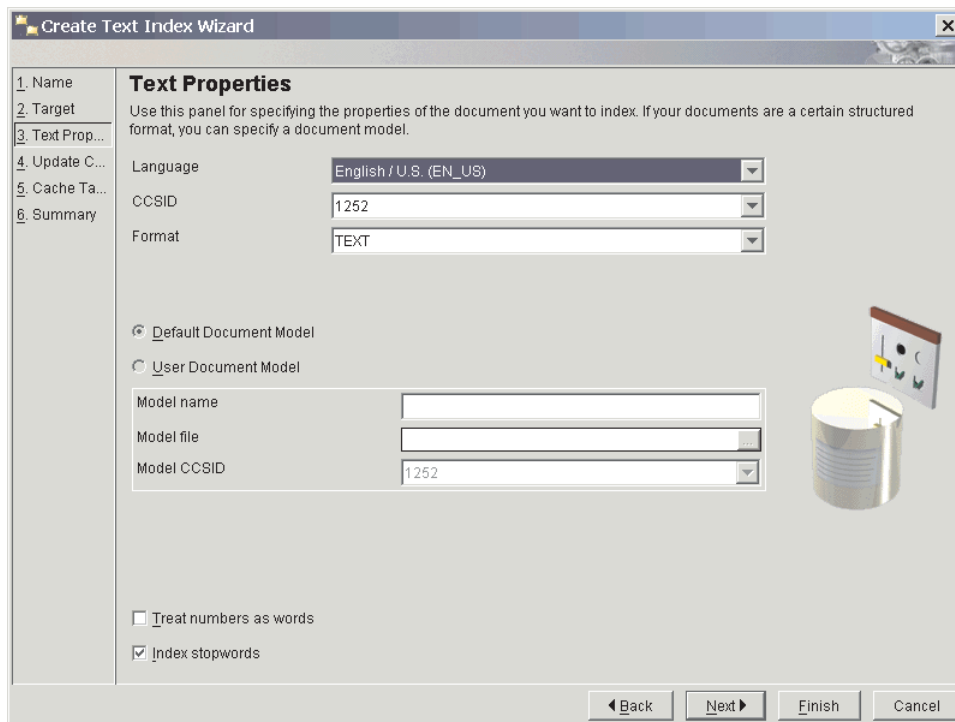 Create Text Index Wizard
1. Name
2. Target
3. Text Prop...
4. Update C...
5. Cache Ta...
6. Summary
Text Properties
Use this panel for specifying the properties of the document you want to index. If your documents are a certain structured
format, you can specify a document model.
Language English / U.S. (EN_US)
CCSID 1252
Format TEXT
Default Document Model
User Document Model
Model name
Model file ...
Model CCSID 1252
Treat numbers as words
Index stopwords
Back Next Finish Cancel